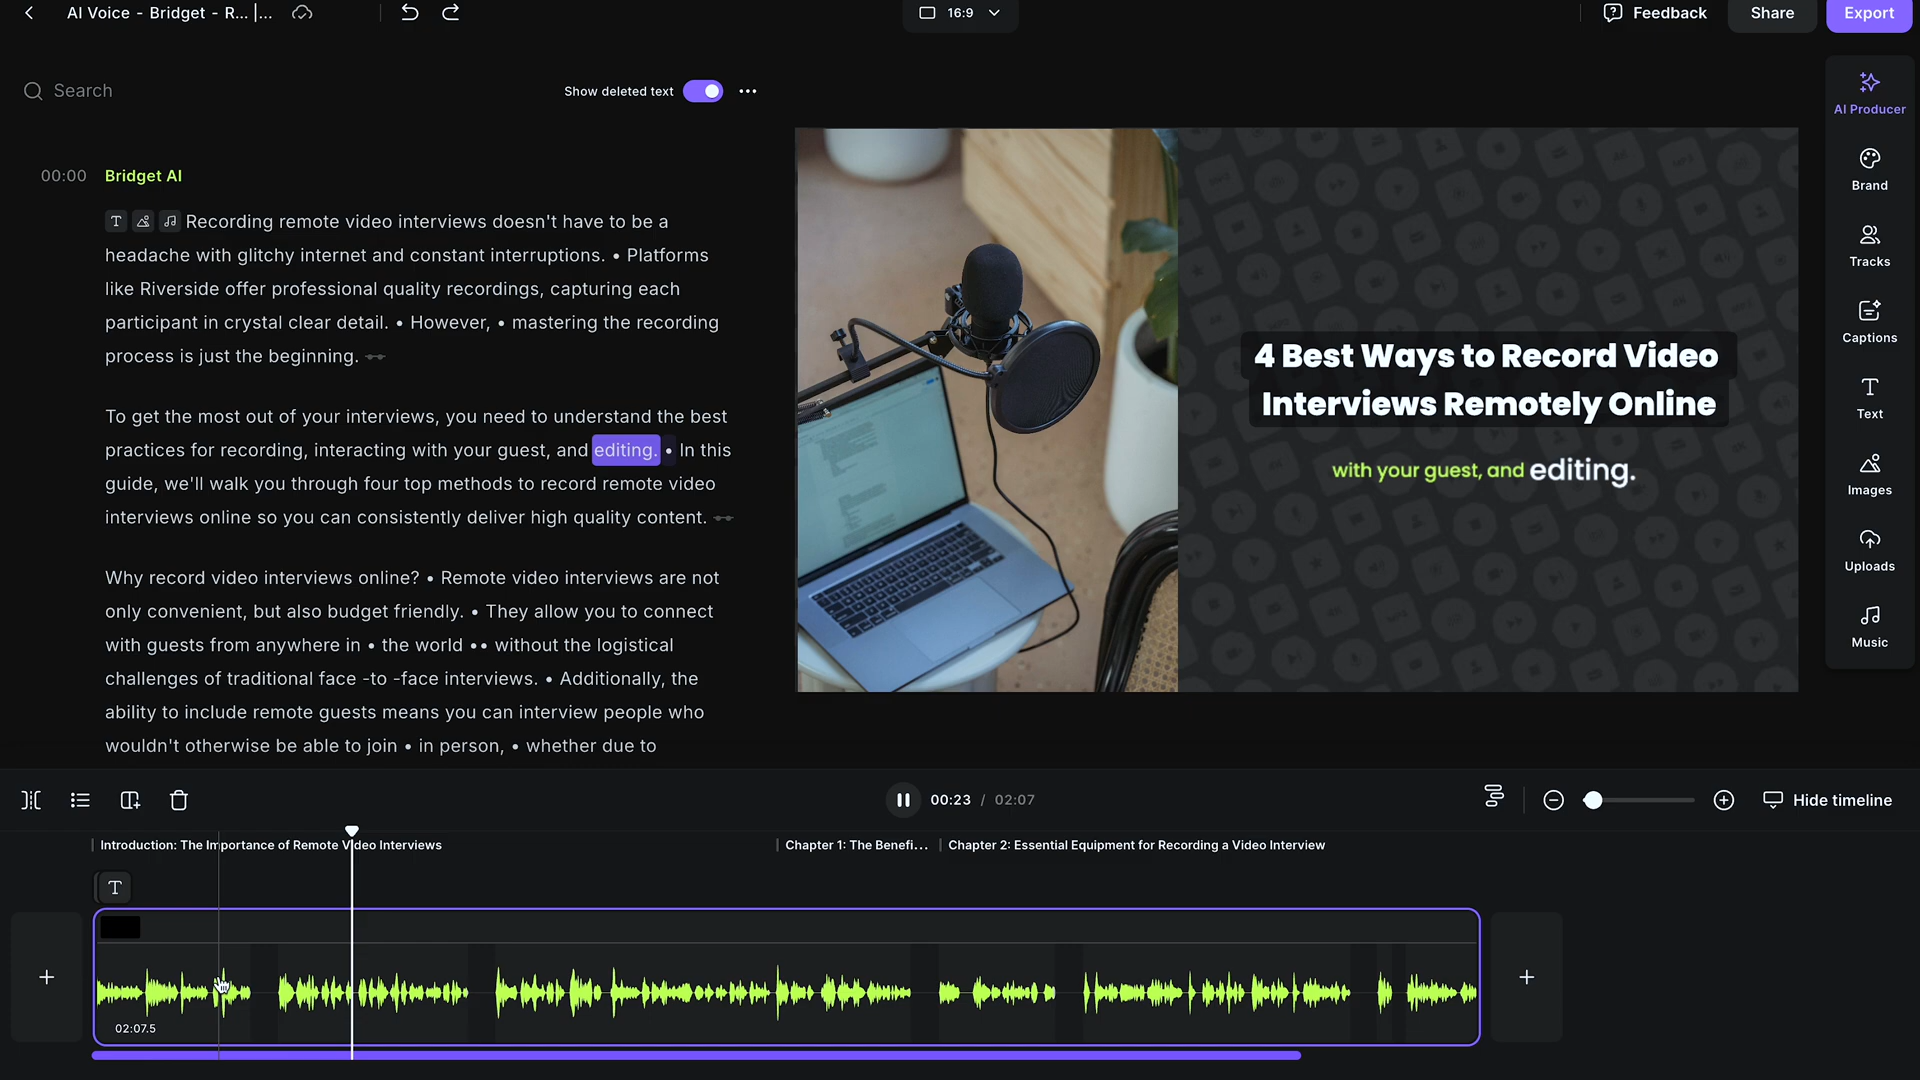 AI Voice - Bridget - R... |...
16:9
Feedback
Share
Export
Search
Show deleted text
00:00
Bridget AI
Recording remote video interviews doesn't have to be a
headache with glitchy internet and constant interruptions. • Platforms
like Riverside offer professional quality recordings, capturing each
participant in crystal clear detail. • However, • mastering the recording
process is just the beginning.
To get the most out of your interviews, you need to understand the best
practices for recording, interacting with your guest, and editing. • In this
guide, we'll walk you through four top methods to record remote video
interviews online so you can consistently deliver high quality content.
Why record video interviews online? • Remote video interviews are not
only convenient, but also budget friendly. • They allow you to connect
with guests from anywhere in • the world •• without the logistical
challenges of traditional face -to -face interviews. • Additionally, the
ability to include remote guests means you can interview people who
wouldn't otherwise be able to join • in person, • whether due to
4 Best Ways to Record Video
Interviews Remotely Online
with your guest, and editing.
AI Producer
Brand
Tracks
Captions
Text
Images
Uploads
Music
00:23 / 02:07
Hide timeline
Introduction: The Importance of Remote Video Interviews
Chapter 1: The Benefi...
Chapter 2: Essential Equipment for Recording a Video Interview
T
02:07.5